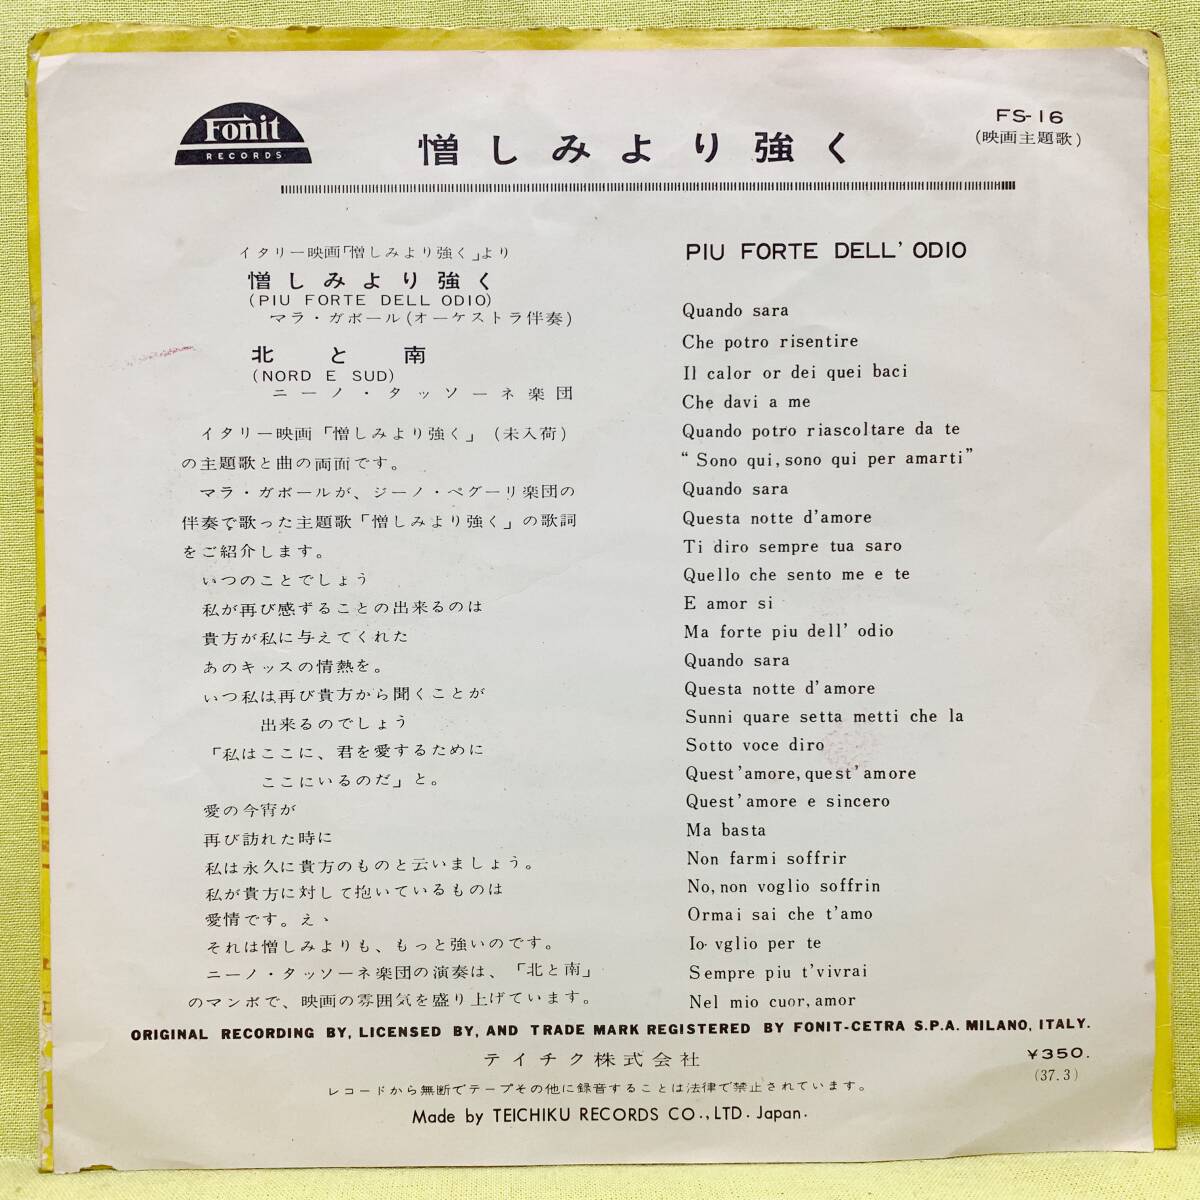 Fonit
RECORDS
憎しみより強く
FS-16
(映画主題歌)
イタリー映画「憎しみより強く」より
憎しみより強く
(PIU FORTE DELL ODIO)
マラ・ガボール(オーケストラ伴奏)
北と南
(NORD E SUD)
ニーノ・タッソーネ楽団
イタリー映画「憎しみより強く」(未入荷)
の主題歌と曲の両面です。
マラ・ガボールが、ジーノ・ペグーリ楽団の
伴奏で歌った主題歌「憎しみより強く」の歌詞
をご紹介します。
いつのことでしょう
私が再び感ずることの出来るのは
貴方が私に与えてくれた
あのキッスの情熱を。
いつ私は再び貴方から聞くことが
出来るのでしょう
「私はここに、君を愛するために
ここにいるのだ」と。
愛の今宵が
再び訪れた時に
私は永久に貴方のものと云いましょう。
私が貴方に対して抱いているものは
愛情です。えゝ
それは憎しみよりも、もっと強いのです。
ニーノ・タッソーネ楽団の演奏は、「北と南」
のマンボで、映画の雰囲気を盛り上げています。
PIU FORTE DELL' ODIO
Quando sara
Che potro risentire
Il calor or dei quei baci
Che davi a me
Quando potro riascoltare da te
“Sono qui, sono qui per amarti”
Quando sara
Questa notte d'amore
Ti diro sempre tua saro
Quello che sento me e te
E amor si
Ma forte piu dell' odio
Quando sara
Questa notte d'amore
Sunni quare setta metti che la
Sotto voce diro
Quest'amore, quest'amore
Quest'amore e sincero
Ma basta
Non farmi soffrir
No, non voglio soffrin
Ormai sai che t'amo
Io vglio per te
Sempre piu t'vivrai
Nel mio cuor, amor
ORIGINAL RECORDING BY, LICENSED BY, AND TRADE MARK REGISTERED BY FONIT-CETRA S.P.A. MILANO, ITALY.
テイチク株式会社
¥350.
(37.3)
レコードから無断でテープその他に録音することは法律で禁止されています。
Made by TEICHIKU RECORDS CO., LTD. Japan.